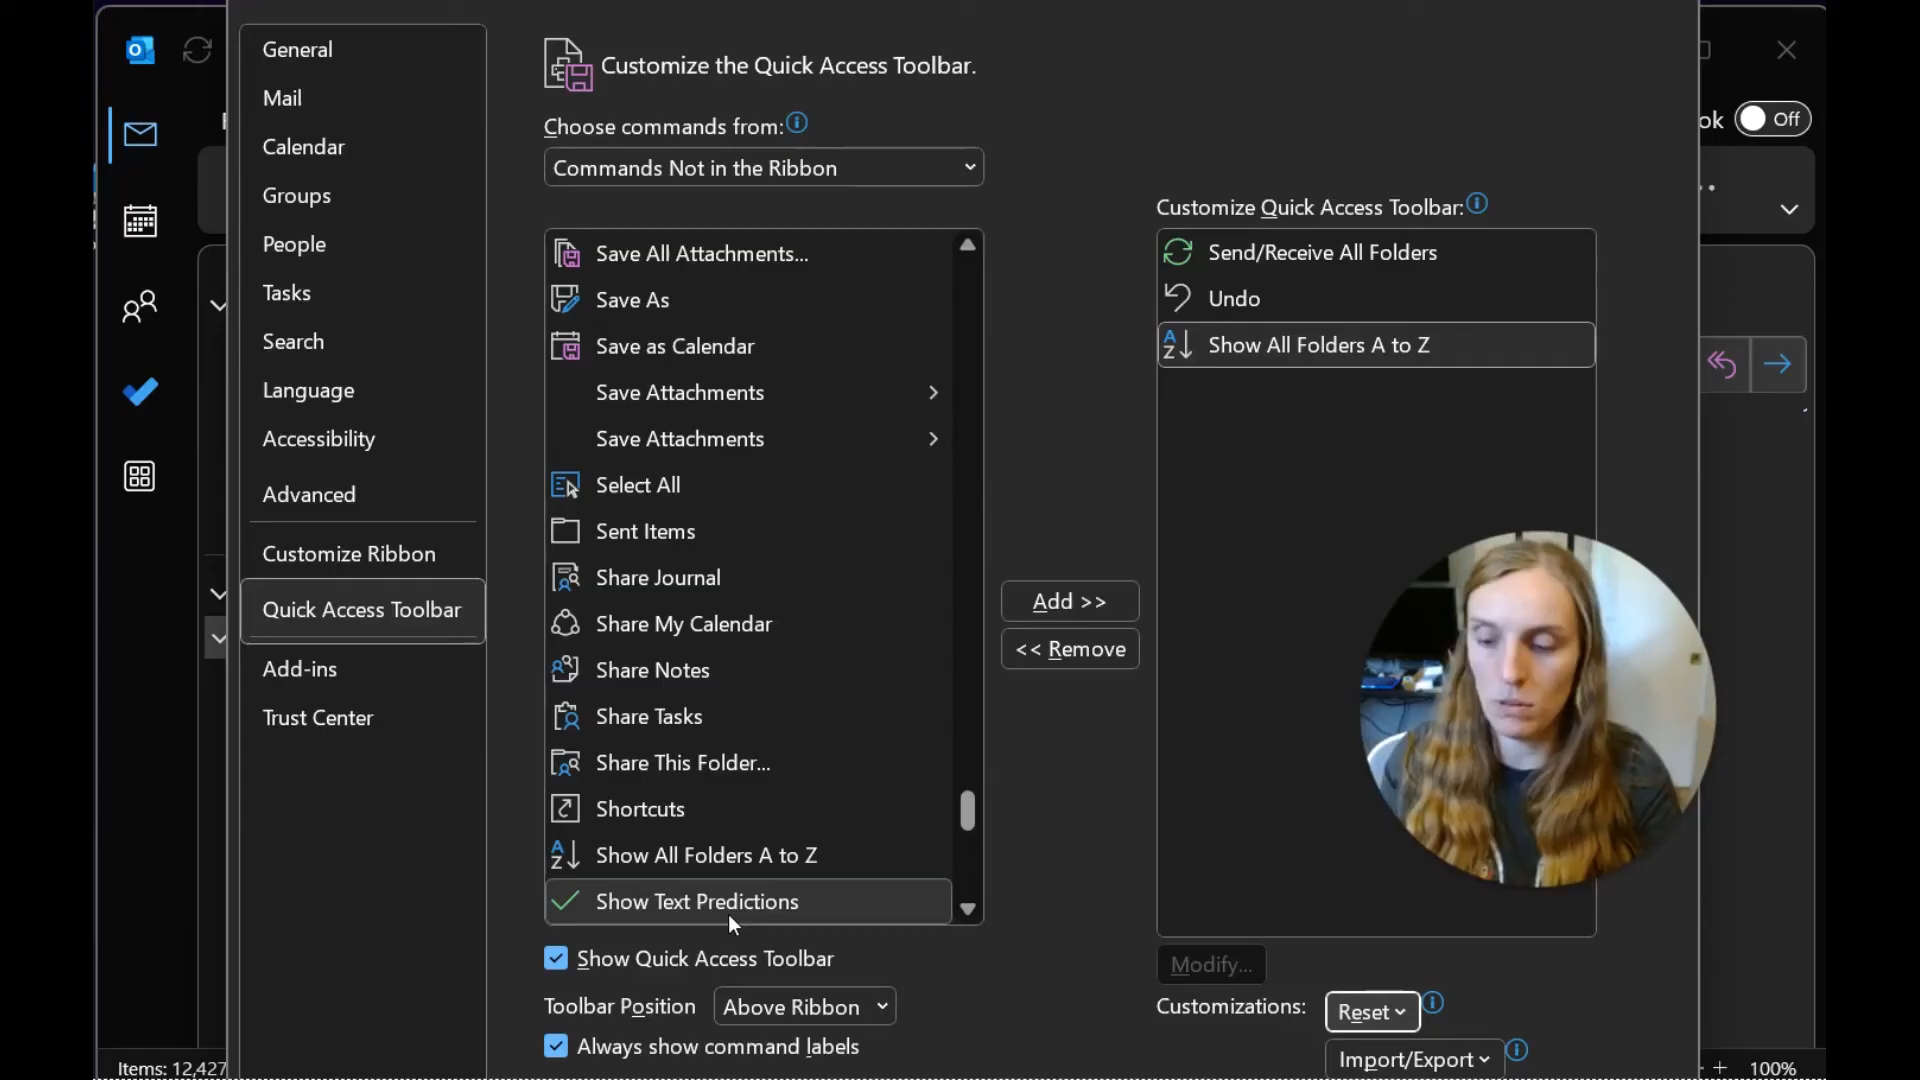 General
Mail
Calendar
Groups
People
Tasks
Search
Language
Accessibility
Advanced
Customize Ribbon
Quick Access Toolbar
Add-ins
Trust Center
Customize the Quick Access Toolbar.
Choose commands from:
Commands Not in the Ribbon
Save All Attachments...
Save As
Save as Calendar
Save Attachments
Save Attachments
Select All
Sent Items
Share Journal
Share My Calendar
Share Notes
Share Tasks
Share This Folder...
Shortcuts
Show All Folders A to Z
Show Text Predictions
Show Quick Access Toolbar
Toolbar Position Above Ribbon
Always show command labels
Add >>
<< Remove
Customize Quick Access Toolbar:
Send/Receive All Folders
Undo
Show All Folders A to Z
Modify...
Customizations: Reset
Import/Export
ok Off
Items: 12,427
100%